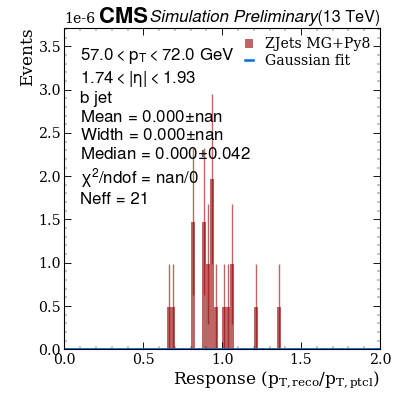 1e-6 CMS Simulation Preliminary (13 TeV)
Events
3.5
3.0
2.5
2.0
1.5
1.0
0.5
0.0
57.0 < pT < 72.0 GeV
1.74 < |η| < 1.93
b jet
Mean = 0.000±nan
Width = 0.000±nan
Median = 0.000±0.042
χ²/ndof = nan/0
Neff = 21
ZJets MG+Py8
Gaussian fit
0.0 0.5 1.0 1.5 2.0
Response (pT,reco/pT,ptcl)